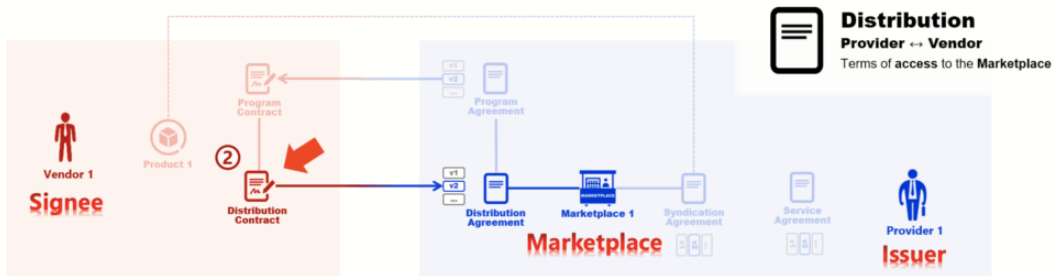 Distribution
Provider ↔ Vendor
Terms of access to the Marketplace
v1
v2
...
Program
Contract
Program
Agreement
Product 1
②
Vendor 1
Signee
v1
v2
...
Distribution
Contract
Distribution
Agreement
MARKETPLACE
Marketplace 1
Syndication
Agreement
Service
Agreement
Provider 1
Marketplace
Issuer